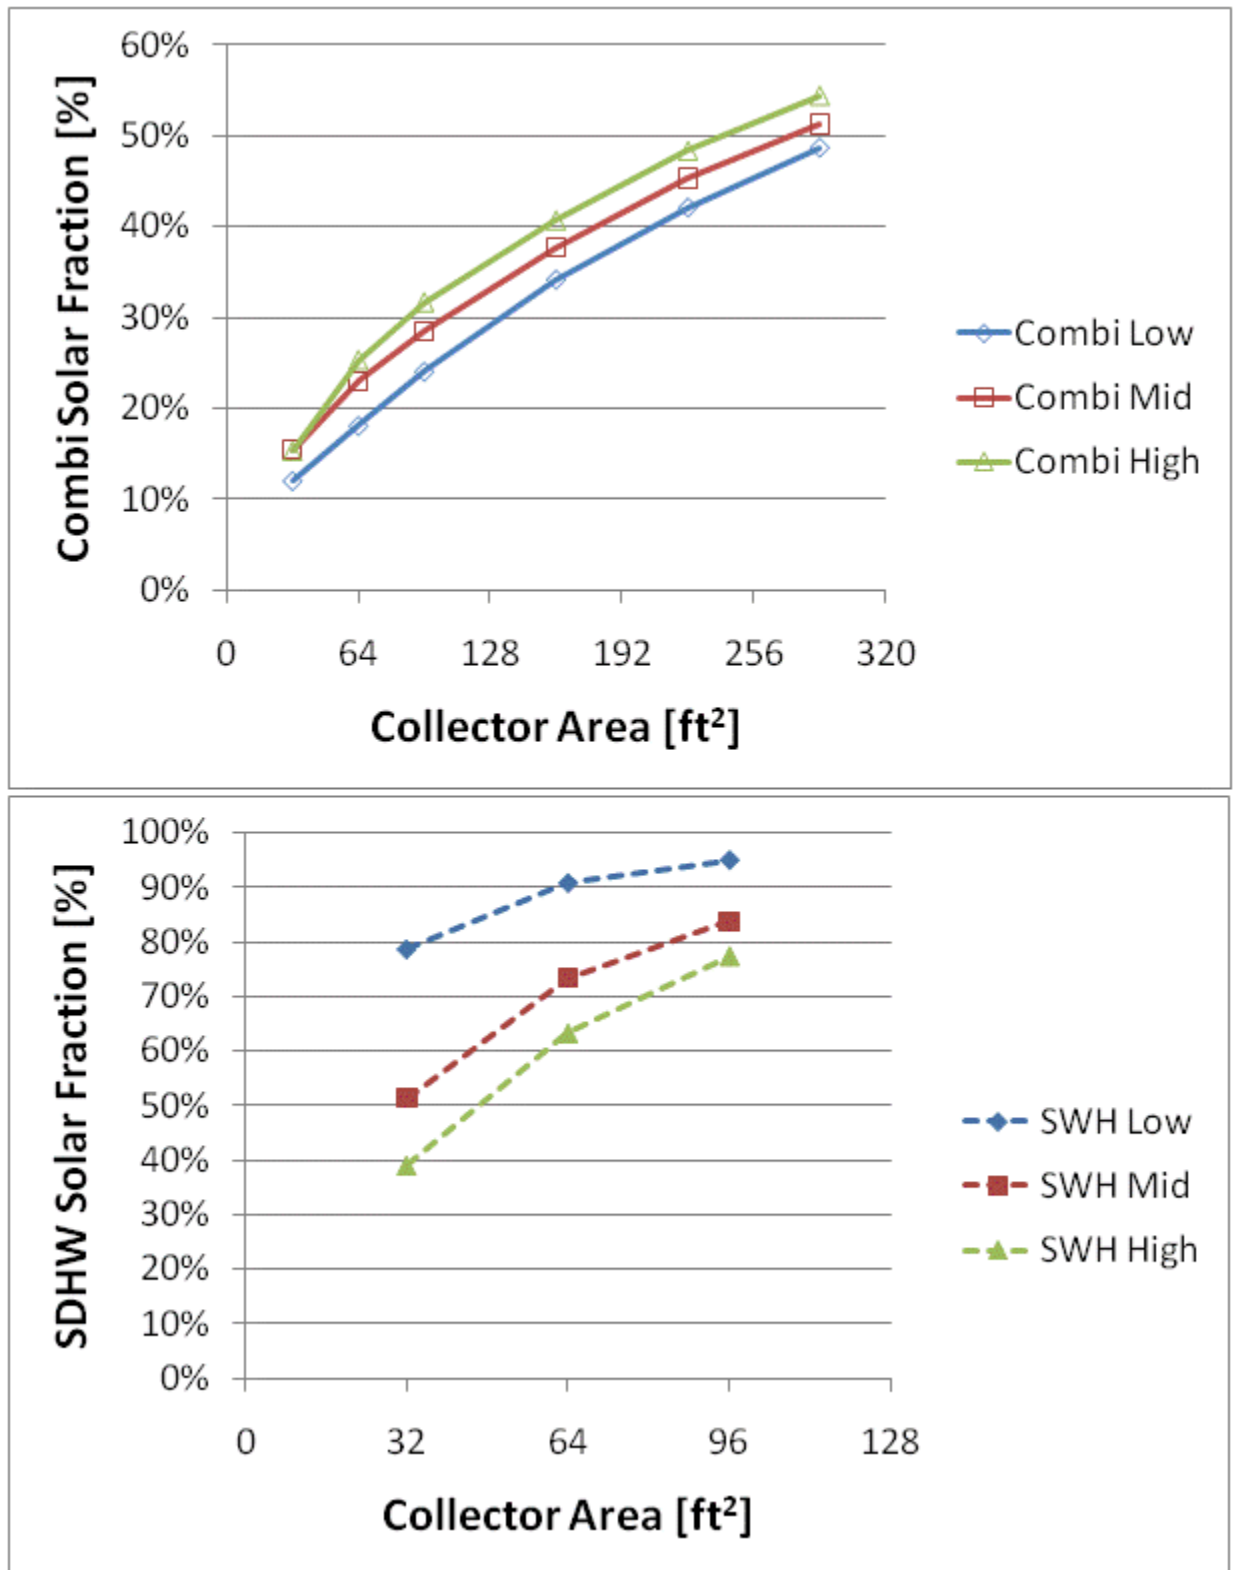 60%
50%
40%
30%
20%
10%
0%
Combi Solar Fraction [%]
0 64 128 192 256 320
Collector Area [ft²]
Combi Low
Combi Mid
Combi High
100%
90%
80%
70%
60%
50%
40%
30%
20%
10%
0%
SDHW Solar Fraction [%]
0 32 64 96 128
Collector Area [ft²]
SWH Low
SWH Mid
SWH High